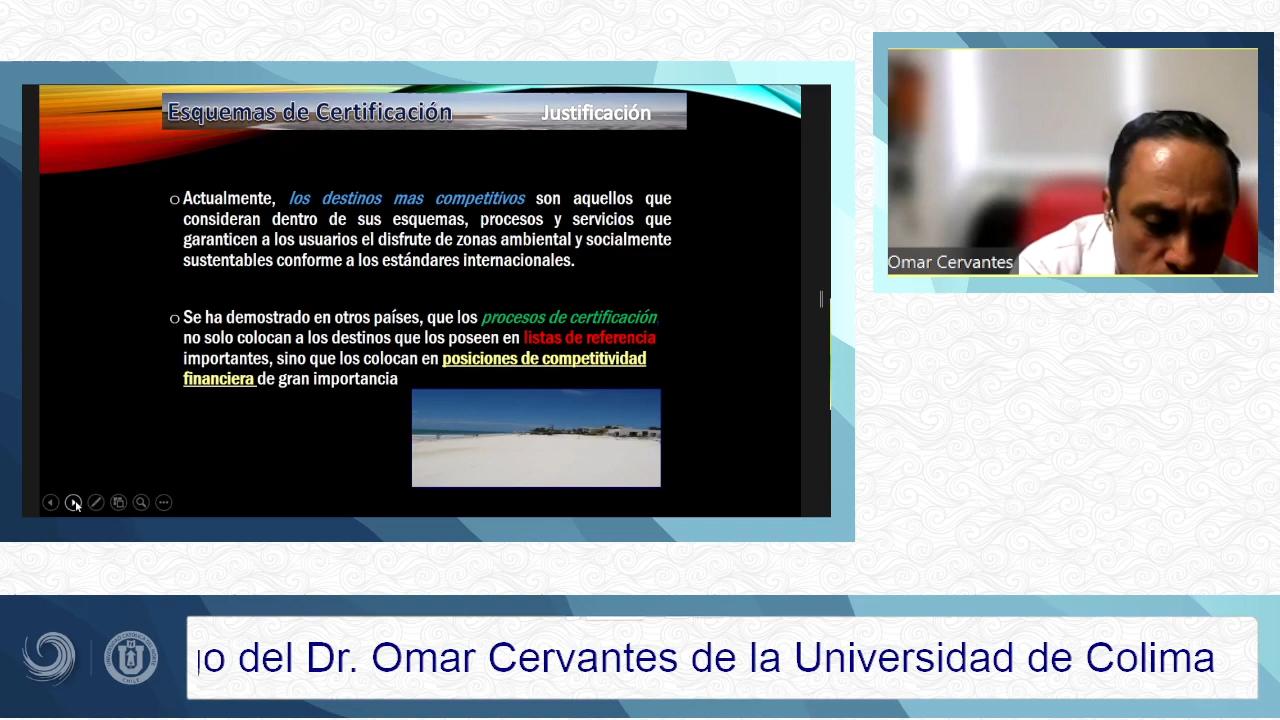 Esquemas de Certificación Justificación
o Actualmente, los destinos mas competitivos son aquellos que
consideran dentro de sus esquemas, procesos y servicios que
garanticen a los usuarios el disfrute de zonas ambiental y socialmente
sustentables conforme a los estándares internacionales.
o Se ha demostrado en otros países, que los procesos de certificación
no solo colocan a los destinos que los poseen en listas de referencia
importantes, sino que los colocan en posiciones de competitividad
financiera de gran importancia
Omar Cervantes
go del Dr. Omar Cervantes de la Universidad de Colima
CHILE